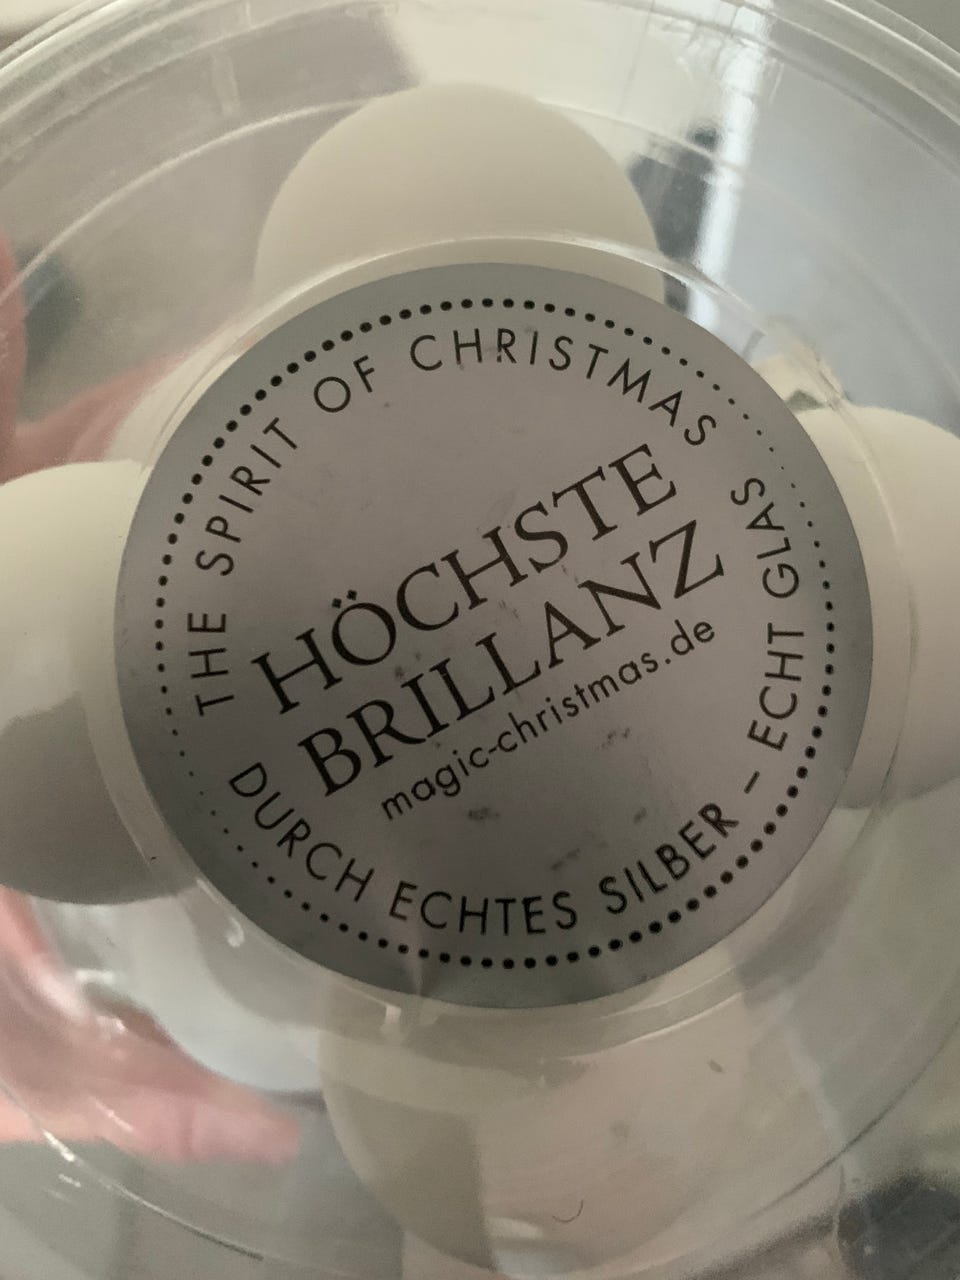 THE SPIRIT OF CHRISTMAS
HÖCHSTE
BRILLANZ
magic-christmas.de
DURCH ECHTES SILBER – ECHT GLAS